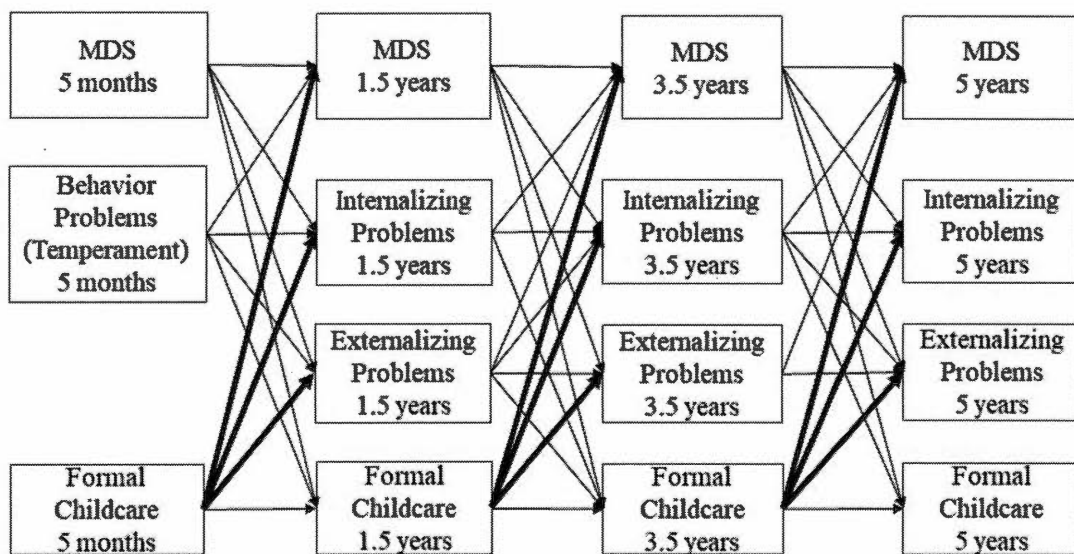 MDS
5 months
MDS
1.5 years
MDS
3.5 years
MDS
5 years
Behavior
Problems
(Temperament)
5 months
Internalizing
Problems
1.5 years
Internalizing
Problems
3.5 years
Internalizing
Problems
5 years
Externalizing
Problems
1.5 years
Externalizing
Problems
3.5 years
Externalizing
Problems
5 years
Formal
Childcare
5 months
Formal
Childcare
1.5 years
Formal
Childcare
3.5 years
Formal
Childcare
5 years